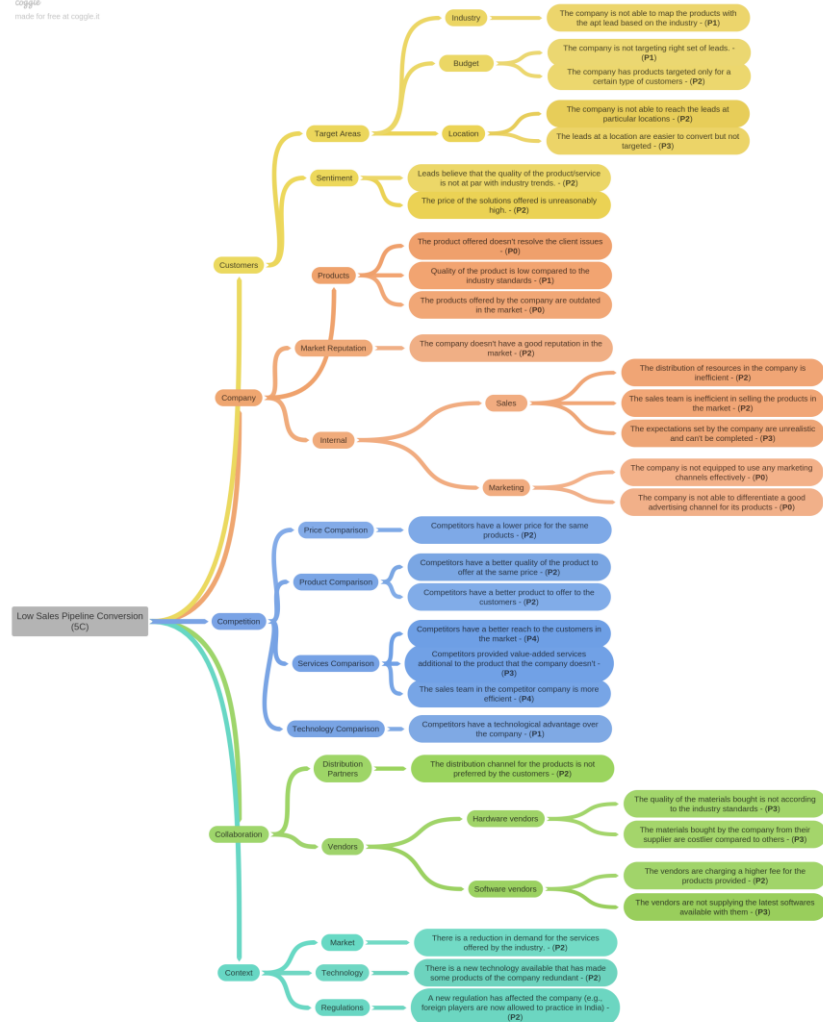 coggle
made for free at coggle.it
Industry
The company is not able to map the products with
the apt lead based on the industry - (P1)
Budget
The company is not targeting right set of leads. -
(P1)
The company has products targeted only for a
certain type of customers - (P2)
Target Areas
Location
The company is not able to reach the leads at
particular locations - (P2)
The leads at a location are easier to convert but not
targeted - (P3)
Sentiment
Leads believe that the quality of the product/service
is not at par with industry trends. - (P2)
The price of the solutions offered is unreasonably
high. - (P2)
Customers
Products
The product offered doesn't resolve the client issues
- (P0)
Quality of the product is low compared to the
industry standards - (P1)
The products offered by the company are outdated
in the market - (P0)
Market Reputation
The company doesn't have a good reputation in the
market - (P2)
Company
Internal
Sales
The distribution of resources in the company is
inefficient - (P2)
The sales team is inefficient in selling the products in
the market - (P2)
The expectations set by the company are unrealistic
and can't be completed - (P3)
Marketing
The company is not equipped to use any marketing
channels effectively - (P0)
The company is not able to differentiate a good
advertising channel for its products - (P0)
Price Comparison
Competitors have a lower price for the same
products - (P2)
Product Comparison
Competitors have a better quality of the product to
offer at the same price - (P2)
Competitors have a better product to offer to the
customers - (P2)
Low Sales Pipeline Conversion
(5C)
Competition
Services Comparison
Competitors have a better reach to the customers in
the market - (P4)
Competitors provided value-added services
additional to the product that the company doesn't -
(P3)
The sales team in the competitor company is more
efficient - (P4)
Technology Comparison
Competitors have a technological advantage over
the company - (P1)
Distribution
Partners
The distribution channel for the products is not
preferred by the customers - (P2)
Collaboration
Vendors
Hardware vendors
The quality of the materials bought is not according
to the industry standards - (P3)
The materials bought by the company from their
supplier are costlier compared to others - (P3)
Software vendors
The vendors are charging a higher fee for the
products provided - (P2)
The vendors are not supplying the latest softwares
available with them - (P3)
Market
There is a reduction in demand for the services
offered by the industry. - (P2)
Context
Technology
There is a new technology available that has made
some products of the company redundant - (P2)
Regulations
A new regulation has affected the company (e.g.,
foreign players are now allowed to practice in India) -
(P2)